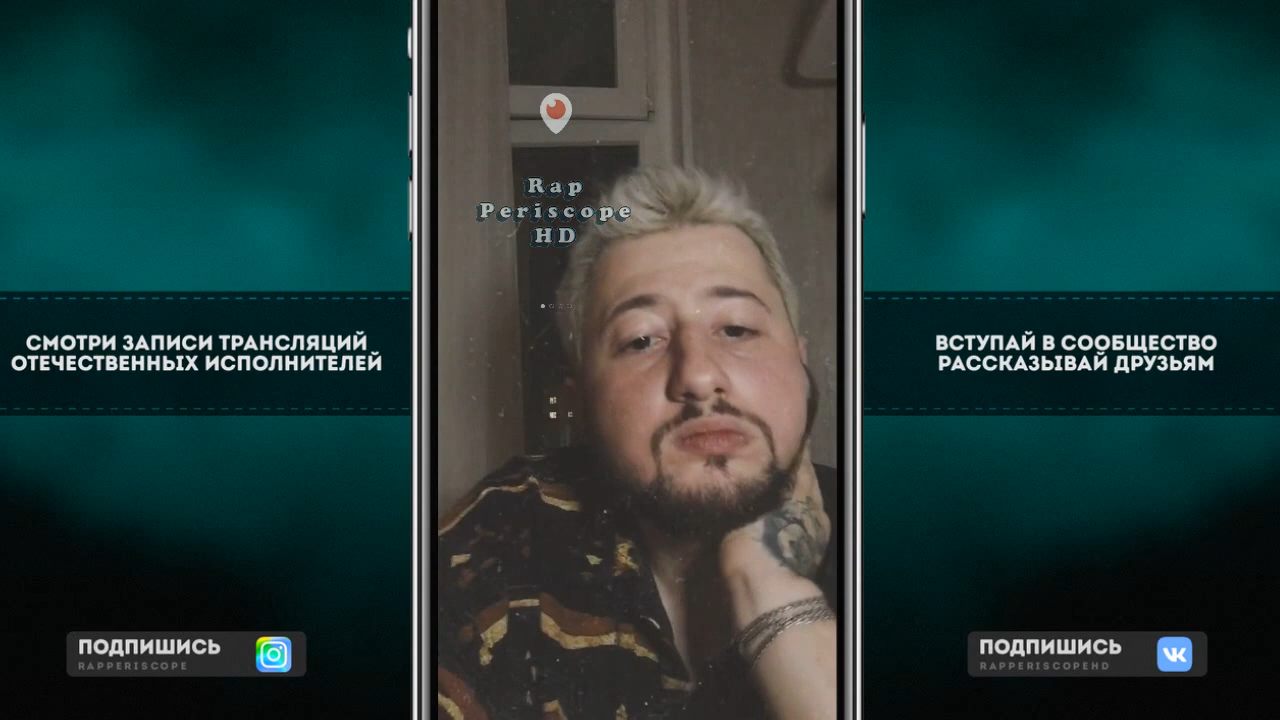 Rap
Periscope
HD
СМОТРИ ЗАПИСИ ТРАНСЛЯЦИЙ
ОТЕЧЕСТВЕННЫХ ИСПОЛНИТЕЛЕЙ
ВСТУПАЙ В СООБЩЕСТВО
РАССКАЗЫВАЙ ДРУЗЬЯМ
ПОДПИШИСЬ
RAPPERISCOPE
ПОДПИШИСЬ
RAPPERISCOPEHD